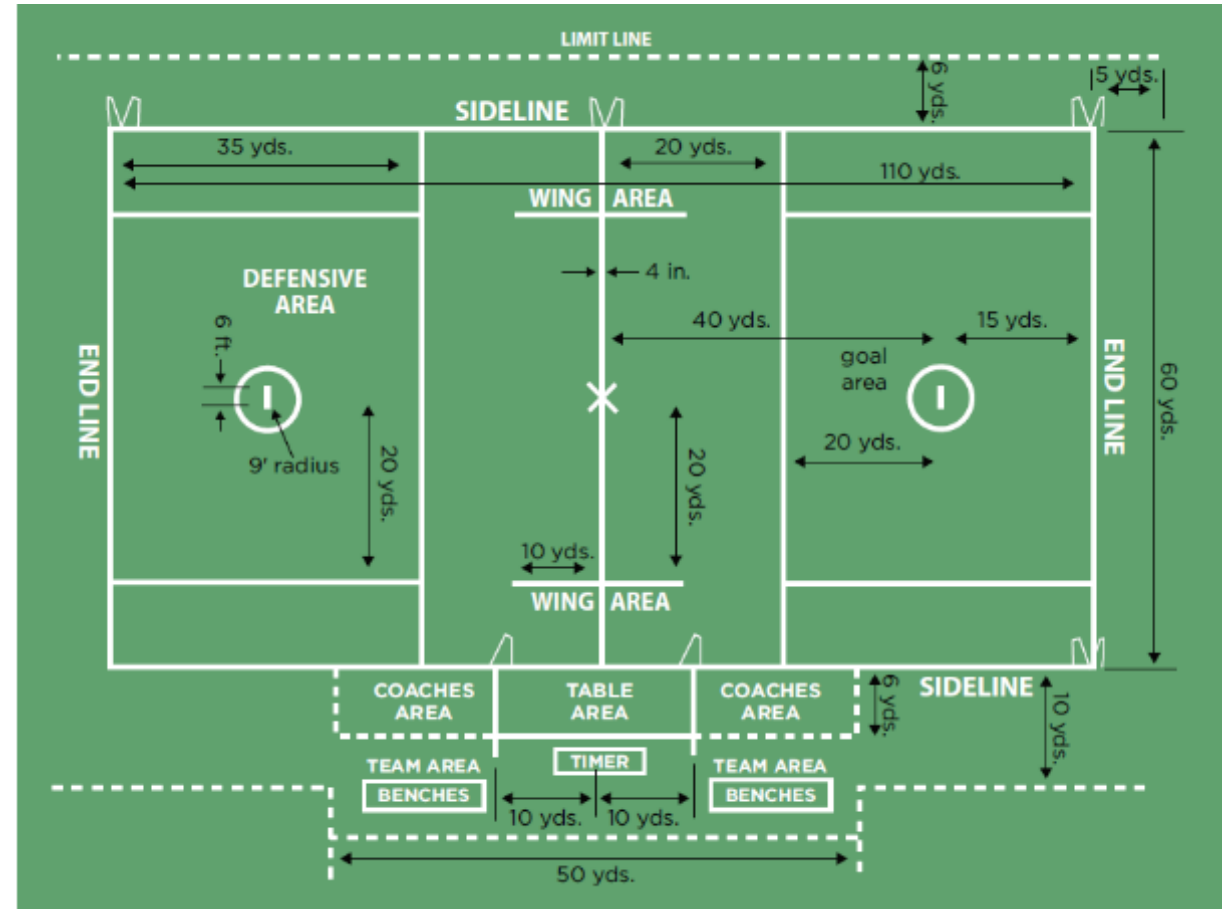 LIMIT LINE
6 yds.
5 yds.
SIDELINE
35 yds.
20 yds.
110 yds.
WING AREA
DEFENSIVE
AREA
4 in.
6 ft.
40 yds.
15 yds.
goal
area
END LINE
END LINE
60 yds.
9' radius
20 yds.
20 yds.
20 yds.
10 yds.
WING AREA
COACHES
AREA
TABLE
AREA
COACHES
AREA
6 yds.
SIDELINE
10 yds.
TEAM AREA
TIMER
TEAM AREA
BENCHES
BENCHES
10 yds.
10 yds.
50 yds.